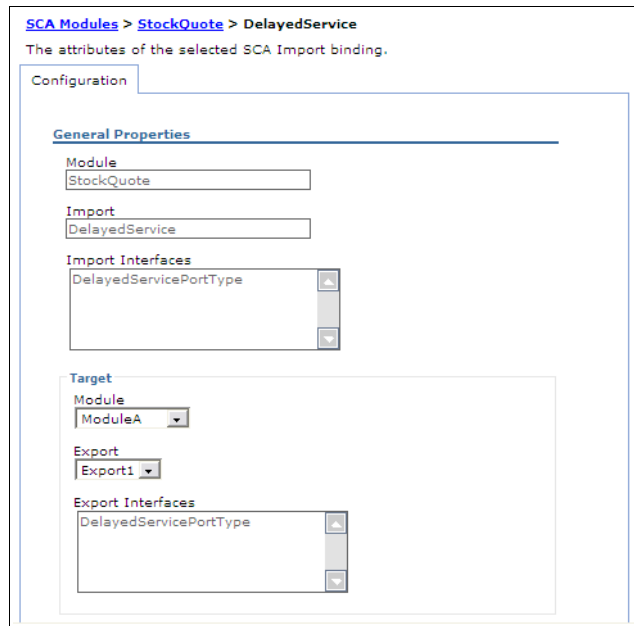 SCA Modules > StockQuote > DelayedService
The attributes of the selected SCA Import binding.
Configuration
General Properties
Module
StockQuote
Import
DelayedService
Import Interfaces
DelayedServicePortType
Target
Module
ModuleA
Export
Export1
Export Interfaces
DelayedServicePortType